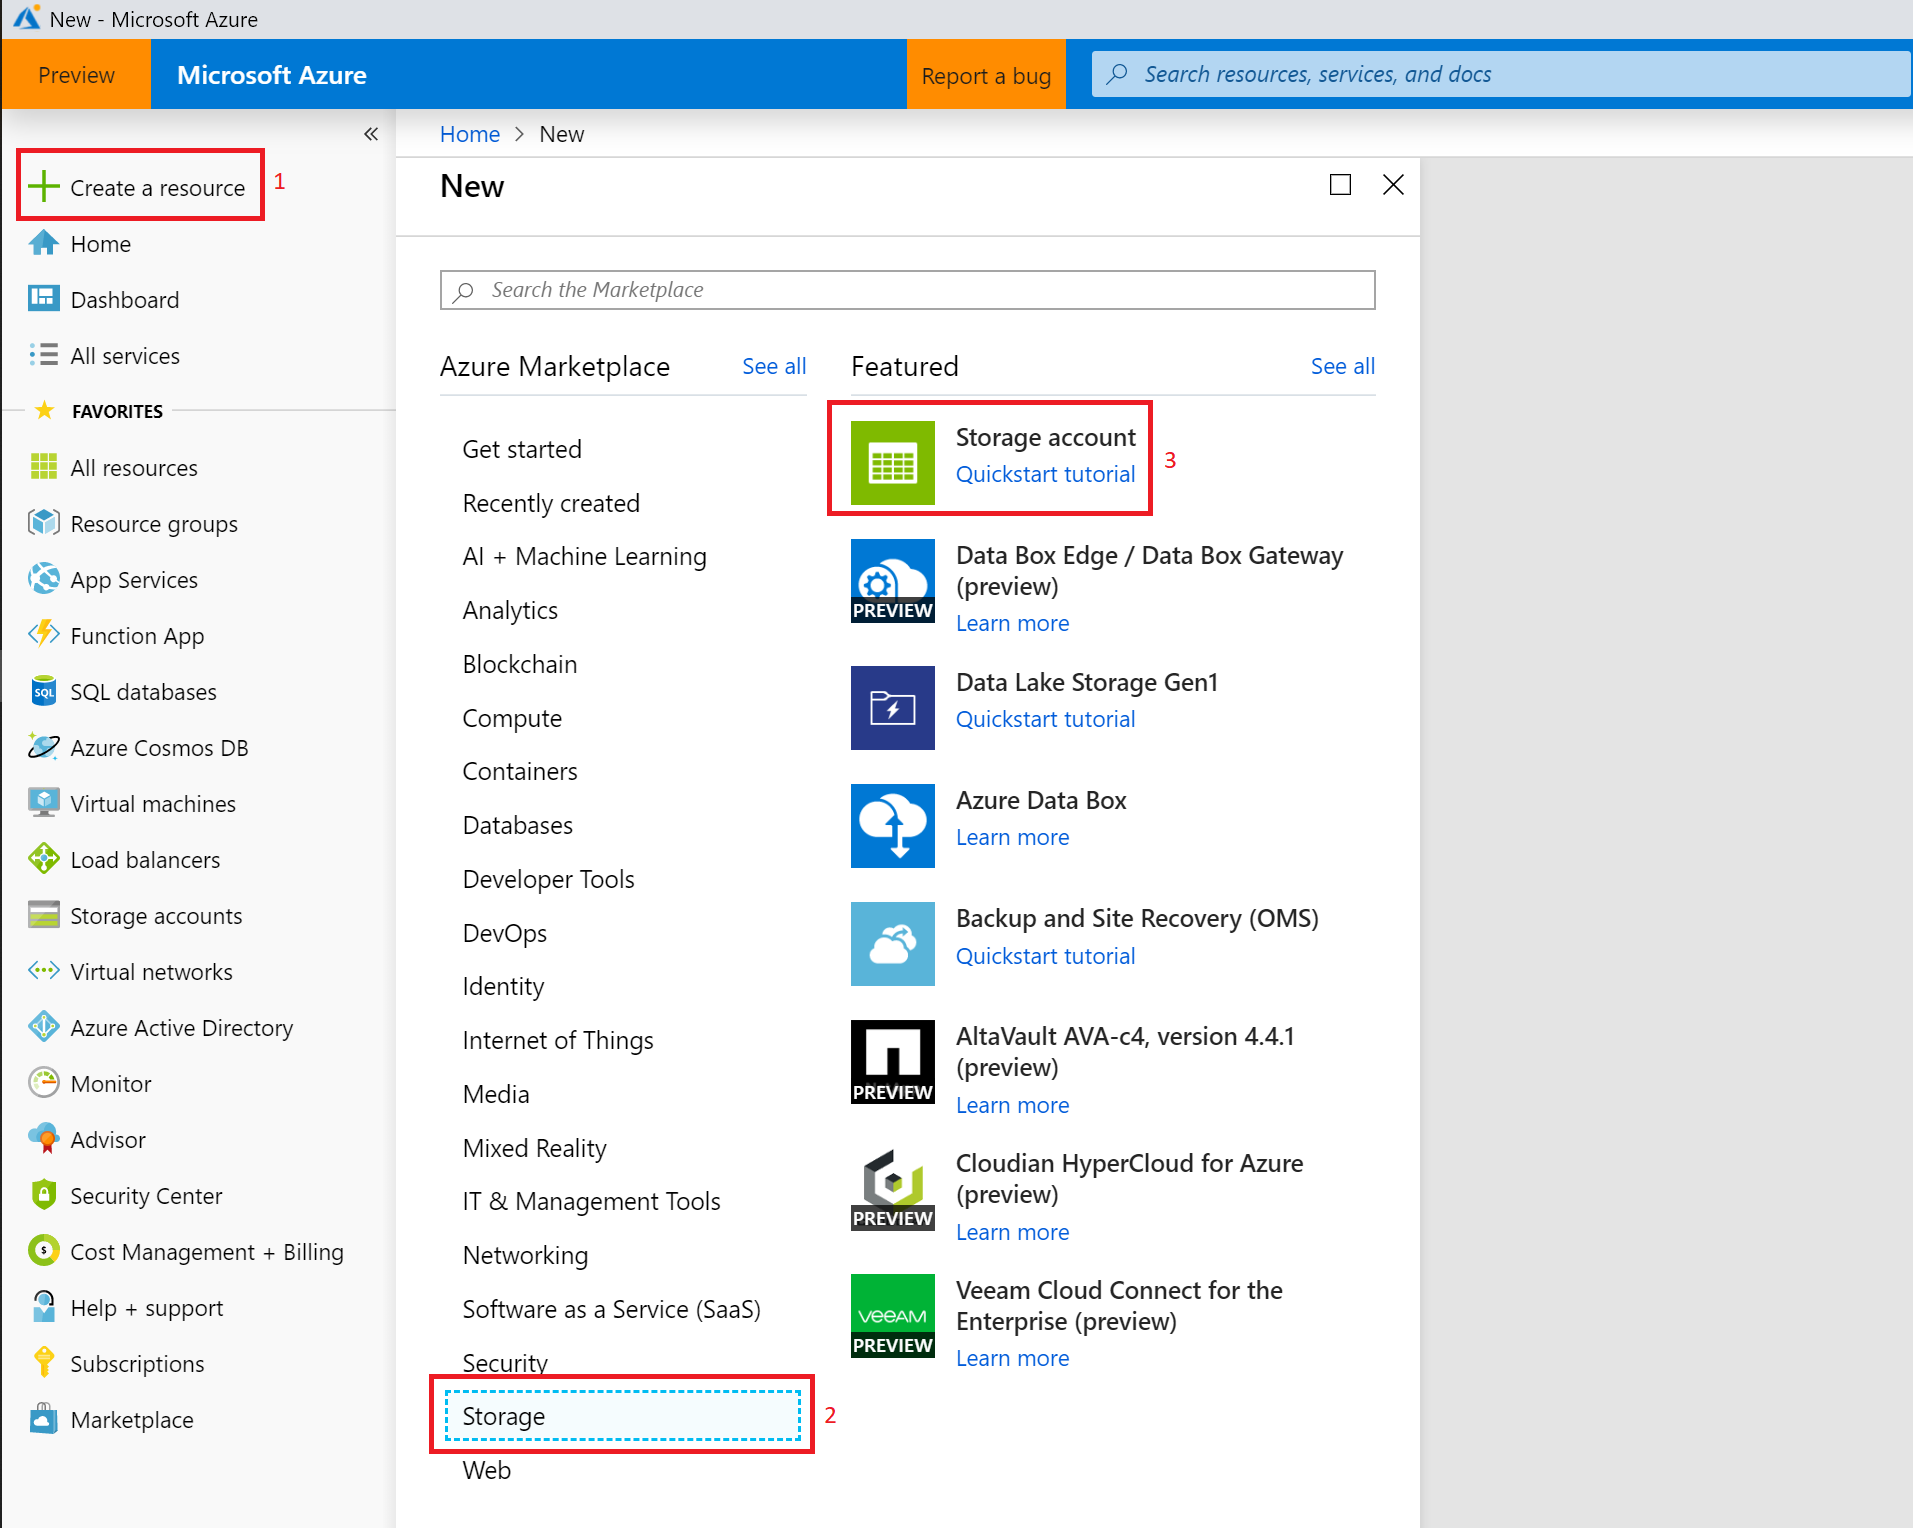 New - Microsoft Azure
Preview
Microsoft Azure
Report a bug
Search resources, services, and docs
«
Create a resource
1
Home
Dashboard
All services
FAVORITES
All resources
Resource groups
App Services
Function App
SQL
SQL databases
Azure Cosmos DB
Virtual machines
Load balancers
Storage accounts
Virtual networks
Azure Active Directory
Monitor
Advisor
Security Center
$
Cost Management + Billing
Help + support
Subscriptions
Marketplace
Home > New
New
Search the Marketplace
Azure Marketplace
See all
Get started
Recently created
AI + Machine Learning
Analytics
Blockchain
Compute
Containers
Databases
Developer Tools
DevOps
Identity
Internet of Things
Media
Mixed Reality
IT & Management Tools
Networking
Software as a Service (SaaS)
Security
Storage
2
Web
Featured
See all
Storage account
Quickstart tutorial
3
PREVIEW
Data Box Edge / Data Box Gateway
(preview)
Learn more
Data Lake Storage Gen1
Quickstart tutorial
Azure Data Box
Learn more
Backup and Site Recovery (OMS)
Quickstart tutorial
PREVIEW
AltaVault AVA-c4, version 4.4.1
(preview)
Learn more
PREVIEW
Cloudian HyperCloud for Azure
(preview)
Learn more
veeam
PREVIEW
Veeam Cloud Connect for the
Enterprise (preview)
Learn more